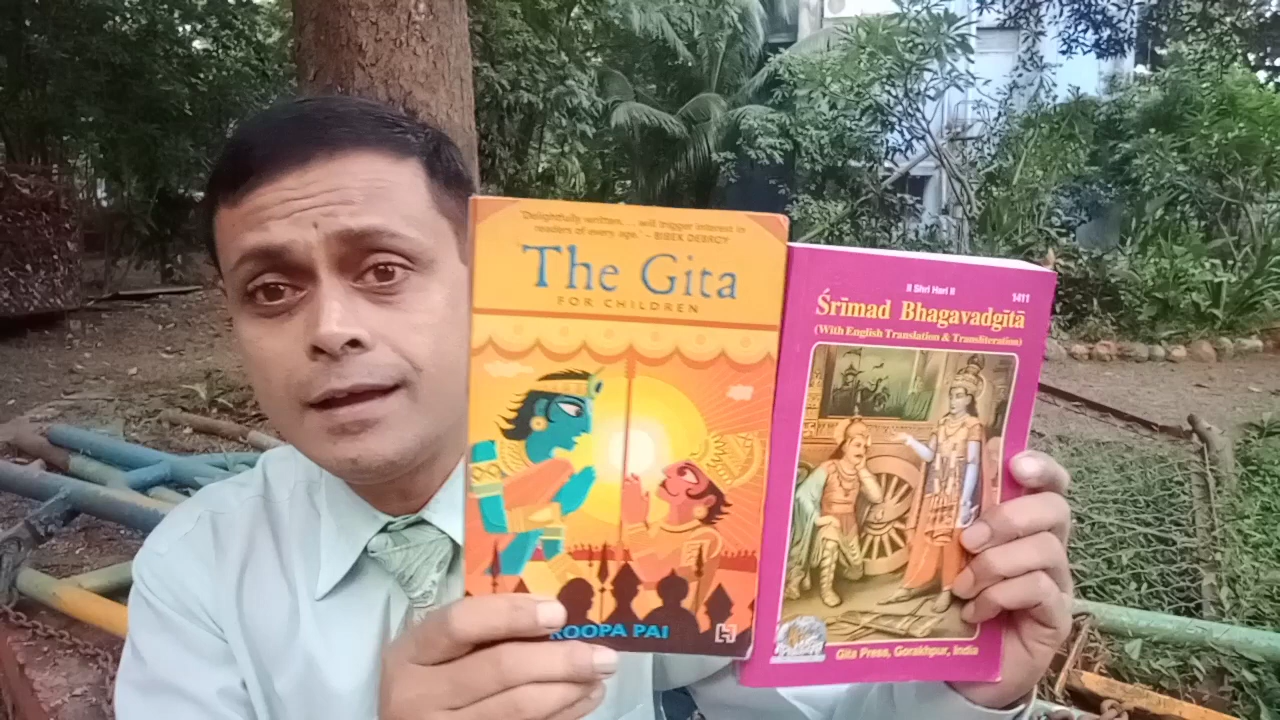 'Delightfully written... will trigger interest in
readers of every age.' – BIBEK DEBROY
The Gita
FOR CHILDREN
ROOPA PAI
H
॥ Shri Hari ॥
1411
Śrīmad Bhagavadgītā
(With English Translation & Transliteration)
Gita Press, Gorakhpur, India